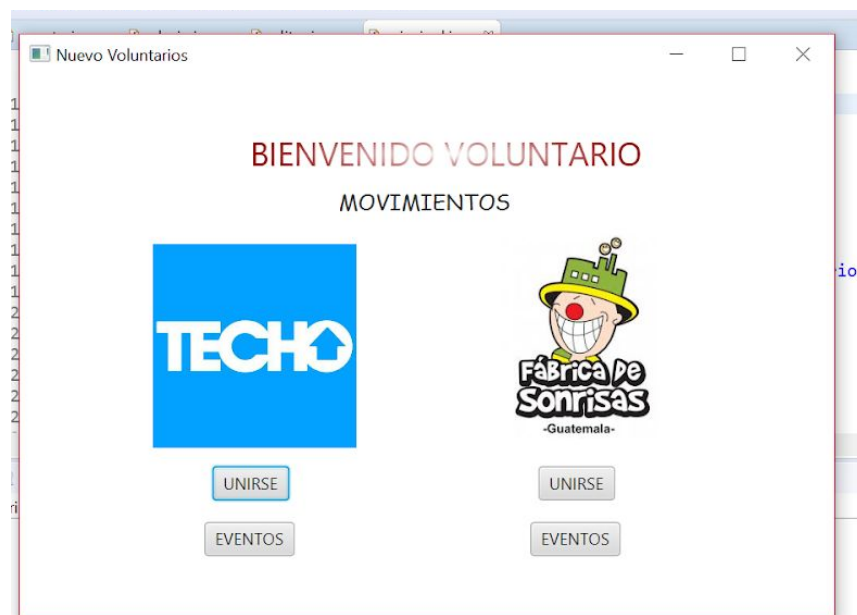 Nuevo Voluntarios
BIENVENIDO VOLUNTARIO
MOVIMIENTOS
TECHO
FÁBRICA DE
SONRISAS
-Guatemala-
UNIRSE UNIRSE
EVENTOS EVENTOS